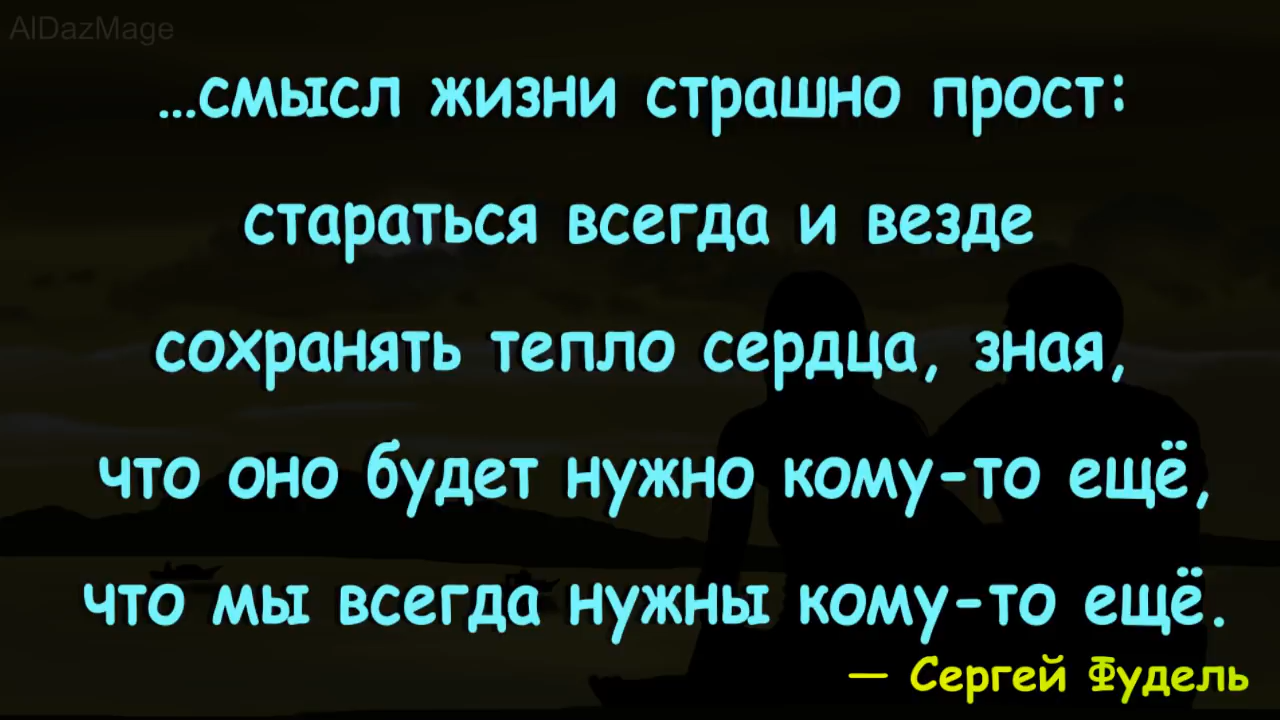 AlDazMage
...смысл жизни страшно прост:
стараться всегда и везде
сохранять тепло сердца, зная,
что оно будет нужно кому-то ещё,
что мы всегда нужны кому-то ещё.
— Сергей Фудель